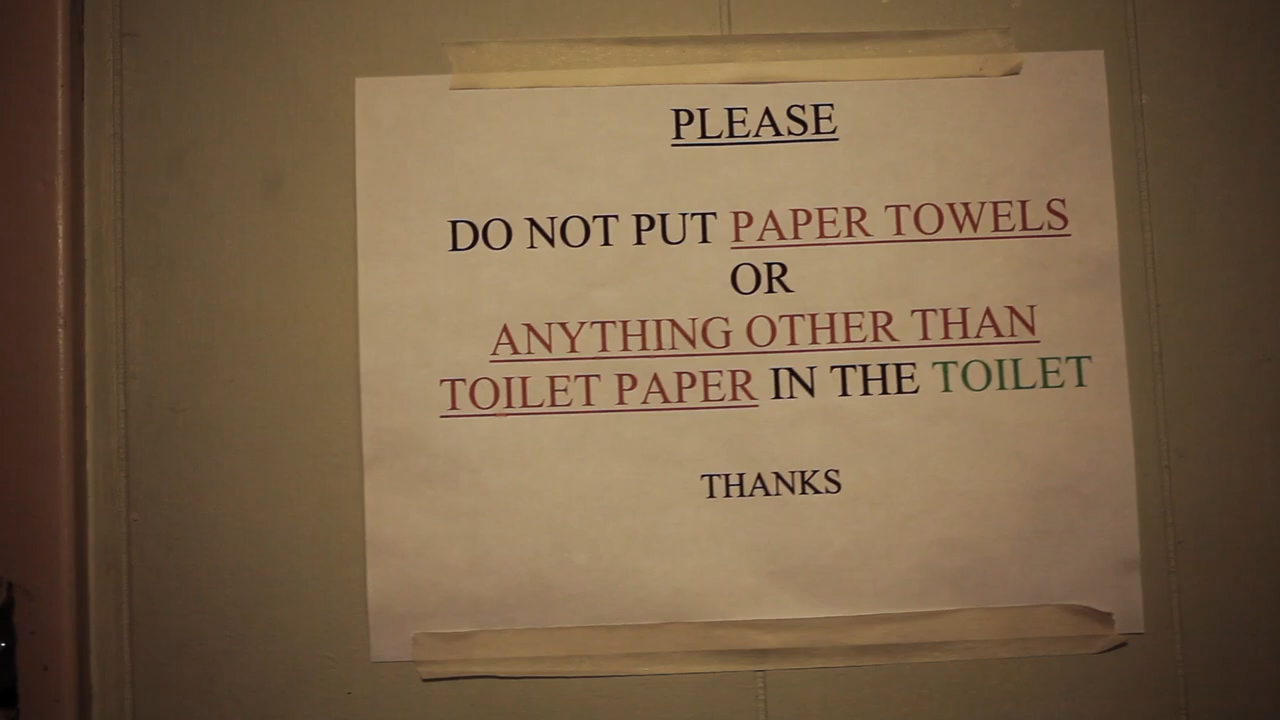 PLEASE
DO NOT PUT PAPER TOWELS
OR
ANYTHING OTHER THAN
TOILET PAPER IN THE TOILET
THANKS